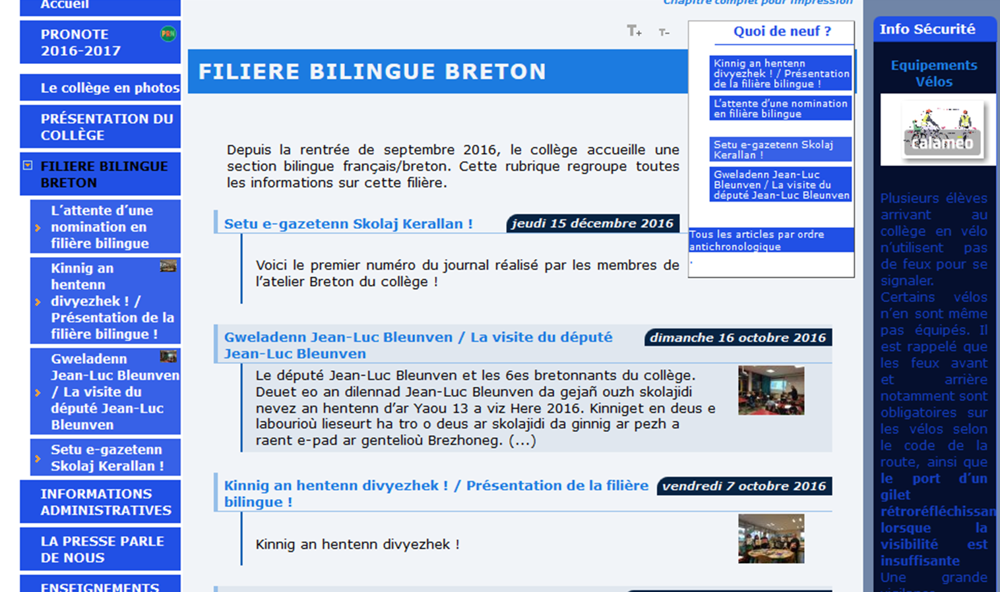 Accueil
PRONOTE
2016-2017
PRN
Le collège en photos
PRÉSENTATION DU
COLLÈGE
FILIERE BILINGUE
BRETON
L’attente d’une
nomination en
filière bilingue
Kinnig an
hentenn
divyezhek ! /
Présentation de la
filière bilingue !
Gweladenn
Jean-Luc Bleunven
/ La visite du
député Jean-Luc
Bleunven
Setu e-gazetenn
Skolaj Kerallan !
INFORMATIONS
ADMINISTRATIVES
LA PRESSE PARLE
DE NOUS
ENSEIGNEMENTS
Chapitre complet pour impression
T+ T-
FILIERE BILINGUE BRETON
Depuis la rentrée de septembre 2016, le collège accueille une
section bilingue français/breton. Cette rubrique regroupe toutes
les informations sur cette filière.
Setu e-gazetenn Skolaj Kerallan !
jeudi 15 décembre 2016
Voici le premier numéro du journal réalisé par les membres de
l’atelier Breton du collège !
Gweladenn Jean-Luc Bleunven / La visite du député
Jean-Luc Bleunven
dimanche 16 octobre 2016
Le député Jean-Luc Bleunven et les 6es bretonnants du collège.
Deuet eo an dilennad Jean-Luc Bleunven da gejañ ouzh skolajidi
nevez an hentenn d’ar Yaou 13 a viz Here 2016. Kinniget en deus e
labourioù lieseurt ha tro o deus ar skolajidi da ginnig ar pezh a
raent e-pad ar gentelioù Brezhoneg. (...)
Kinnig an hentenn divyezhek ! / Présentation de la filière
bilingue !
vendredi 7 octobre 2016
Kinnig an hentenn divyezhek !
Quoi de neuf ?
Kinnig an hentenn
divyezhek ! / Présentation
de la filière bilingue !
L’attente d’une nomination
en filière bilingue
Setu e-gazetenn Skolaj
Kerallan !
Gweladenn Jean-Luc
Bleunven / La visite du
député Jean-Luc Bleunven
Tous les articles par ordre
antichronologique
.
Info Sécurité
Equipements
Vélos
calaméo
Plusieurs élèves
arrivant au
collège en vélo
n’utilisent pas
de feux pour se
signaler.
Certains vélos
n’en sont même
pas équipés. Il
est rappelé que
les feux avant
et arrière
notamment sont
obligatoires sur
les vélos selon
le code de la
route, ainsi que
le port d’un
gilet
rétroréfléchissan
lorsque la
visibilité est
insuffisante
Une grande